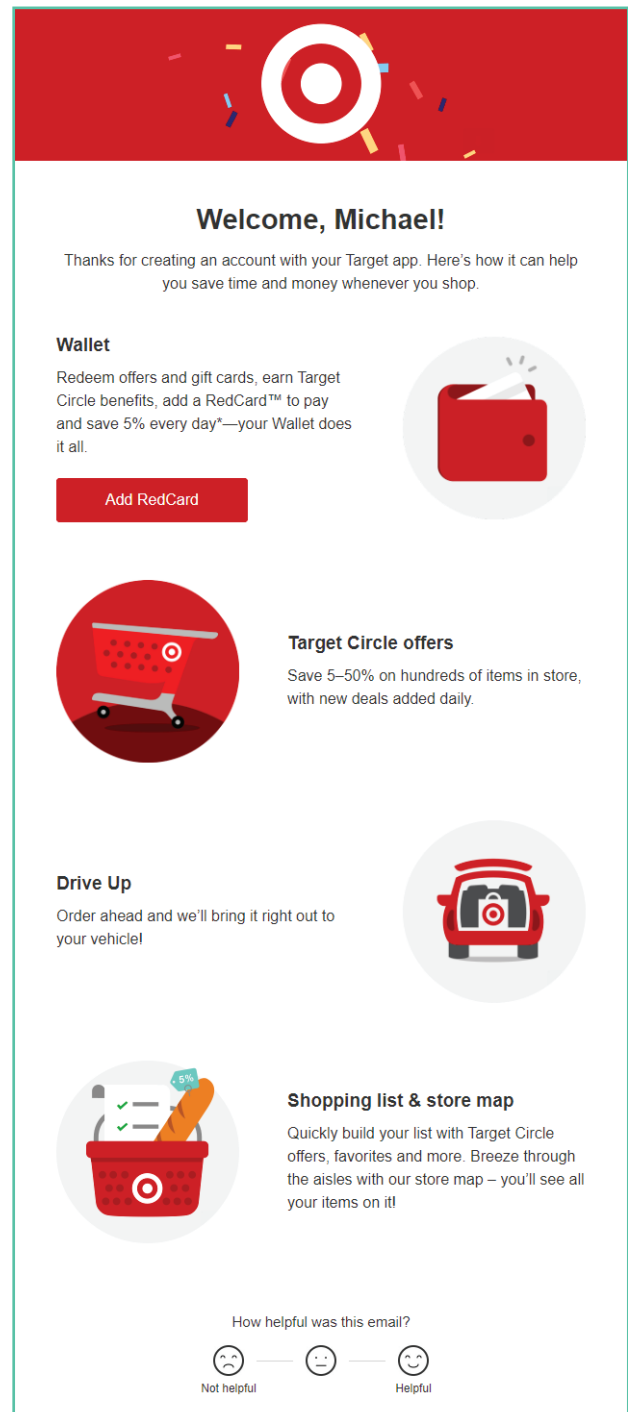 Welcome, Michael!
Thanks for creating an account with your Target app. Here’s how it can help
you save time and money whenever you shop.
Wallet
Redeem offers and gift cards, earn Target
Circle benefits, add a RedCard™ to pay
and save 5% every day*—your Wallet does
it all.
Add RedCard
Target Circle offers
Save 5–50% on hundreds of items in store,
with new deals added daily.
Drive Up
Order ahead and we’ll bring it right out to
your vehicle!
5%
Shopping list & store map
Quickly build your list with Target Circle
offers, favorites and more. Breeze through
the aisles with our store map – you’ll see all
your items on it!
How helpful was this email?
Not helpful
Helpful